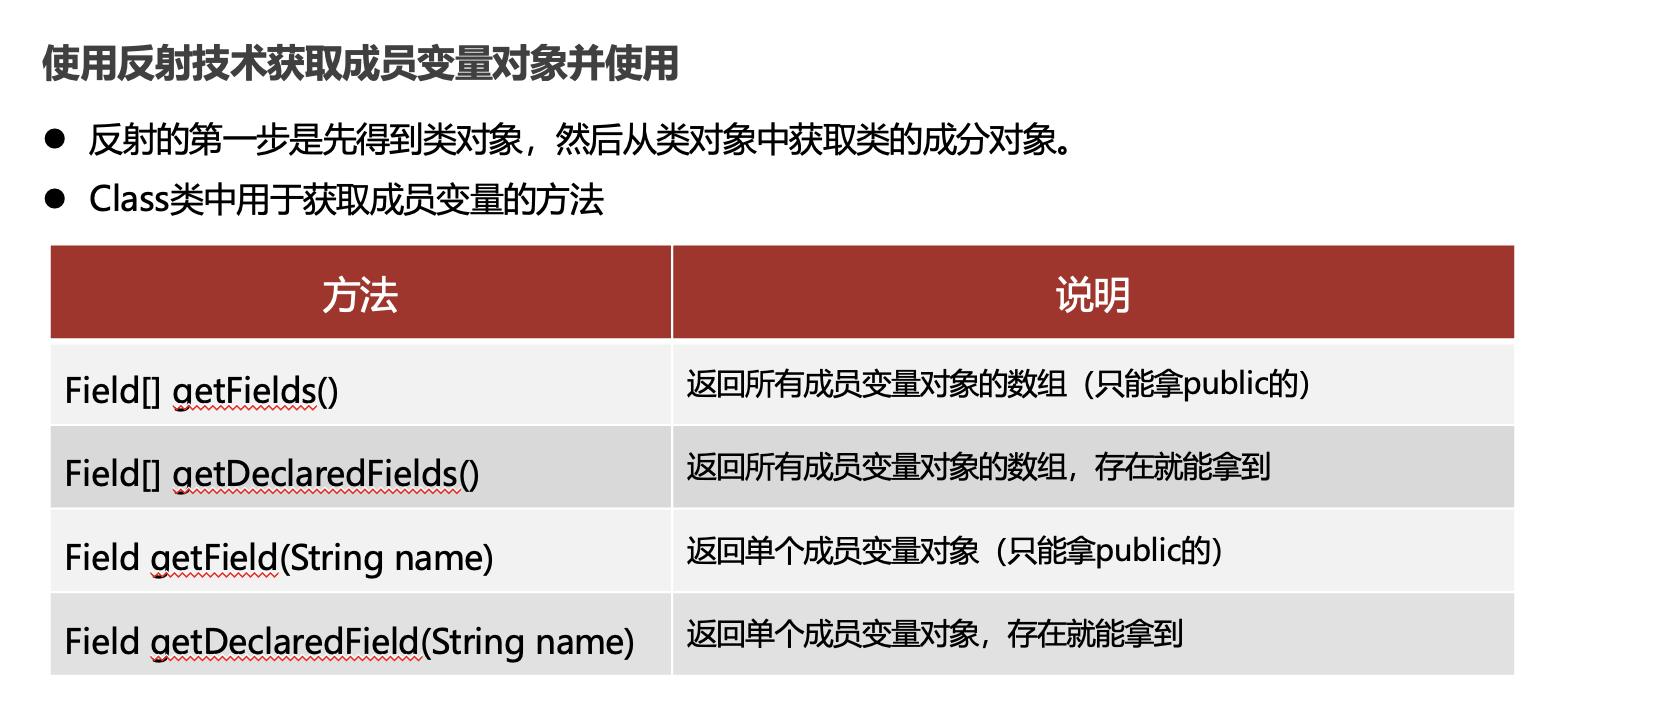 使用反射技术获取成员变量对象并使用
● 反射的第一步是先得到类对象，然后从类对象中获取类的成分对象。
● Class类中用于获取成员变量的方法
方法 说明
Field[] getFields() 返回所有成员变量对象的数组（只能拿public的）
Field[] getDeclaredFields() 返回所有成员变量对象的数组，存在就能拿到
Field getField(String name) 返回单个成员变量对象（只能拿public的）
Field getDeclaredField(String name) 返回单个成员变量对象，存在就能拿到